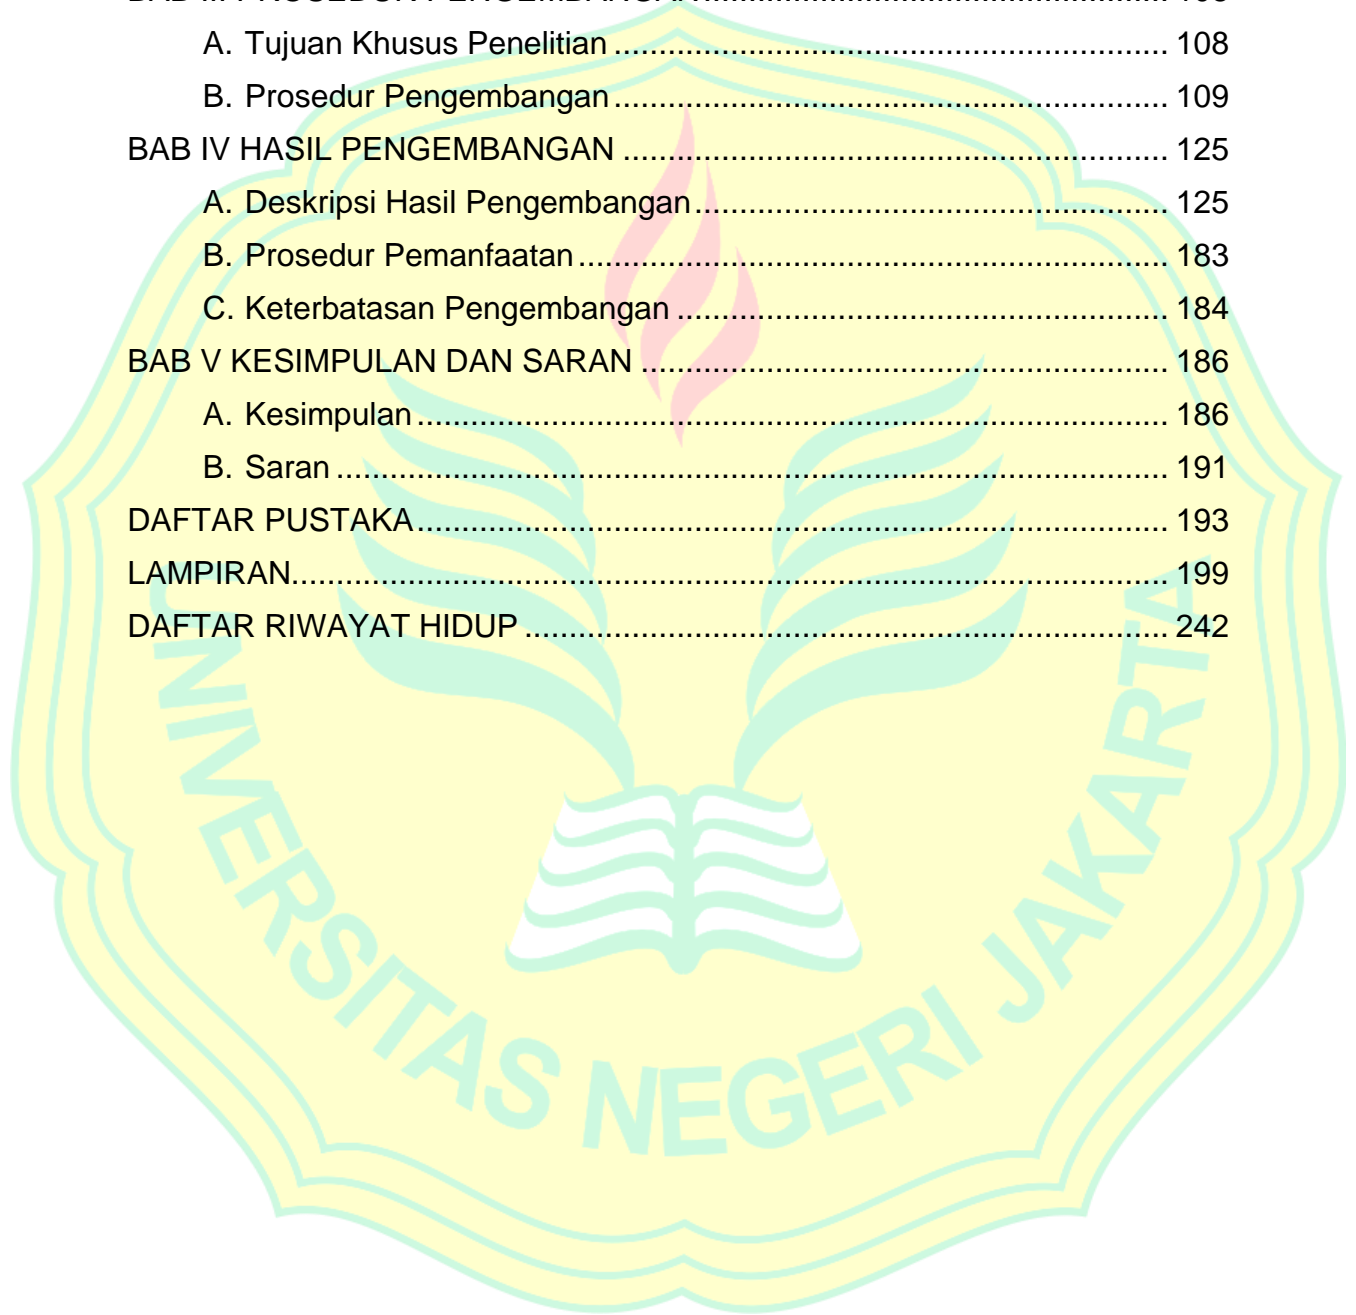 A. Tujuan Khusus Penelitian ................................................................... 108
B. Prosedur Pengembangan ................................................................... 109
BAB IV HASIL PENGEMBANGAN ................................................................... 125
A. Deskripsi Hasil Pengembangan ......................................................... 125
B. Prosedur Pemanfaatan ....................................................................... 183
C. Keterbatasan Pengembangan ........................................................... 184
BAB V KESIMPULAN DAN SARAN ................................................................ 186
A. Kesimpulan ........................................................................................... 186
B. Saran .................................................................................................... 191
DAFTAR PUSTAKA ........................................................................................... 193
LAMPIRAN .......................................................................................................... 199
DAFTAR RIWAYAT HIDUP .............................................................................. 242
UNIVERSITAS NEGERI JAKARTA